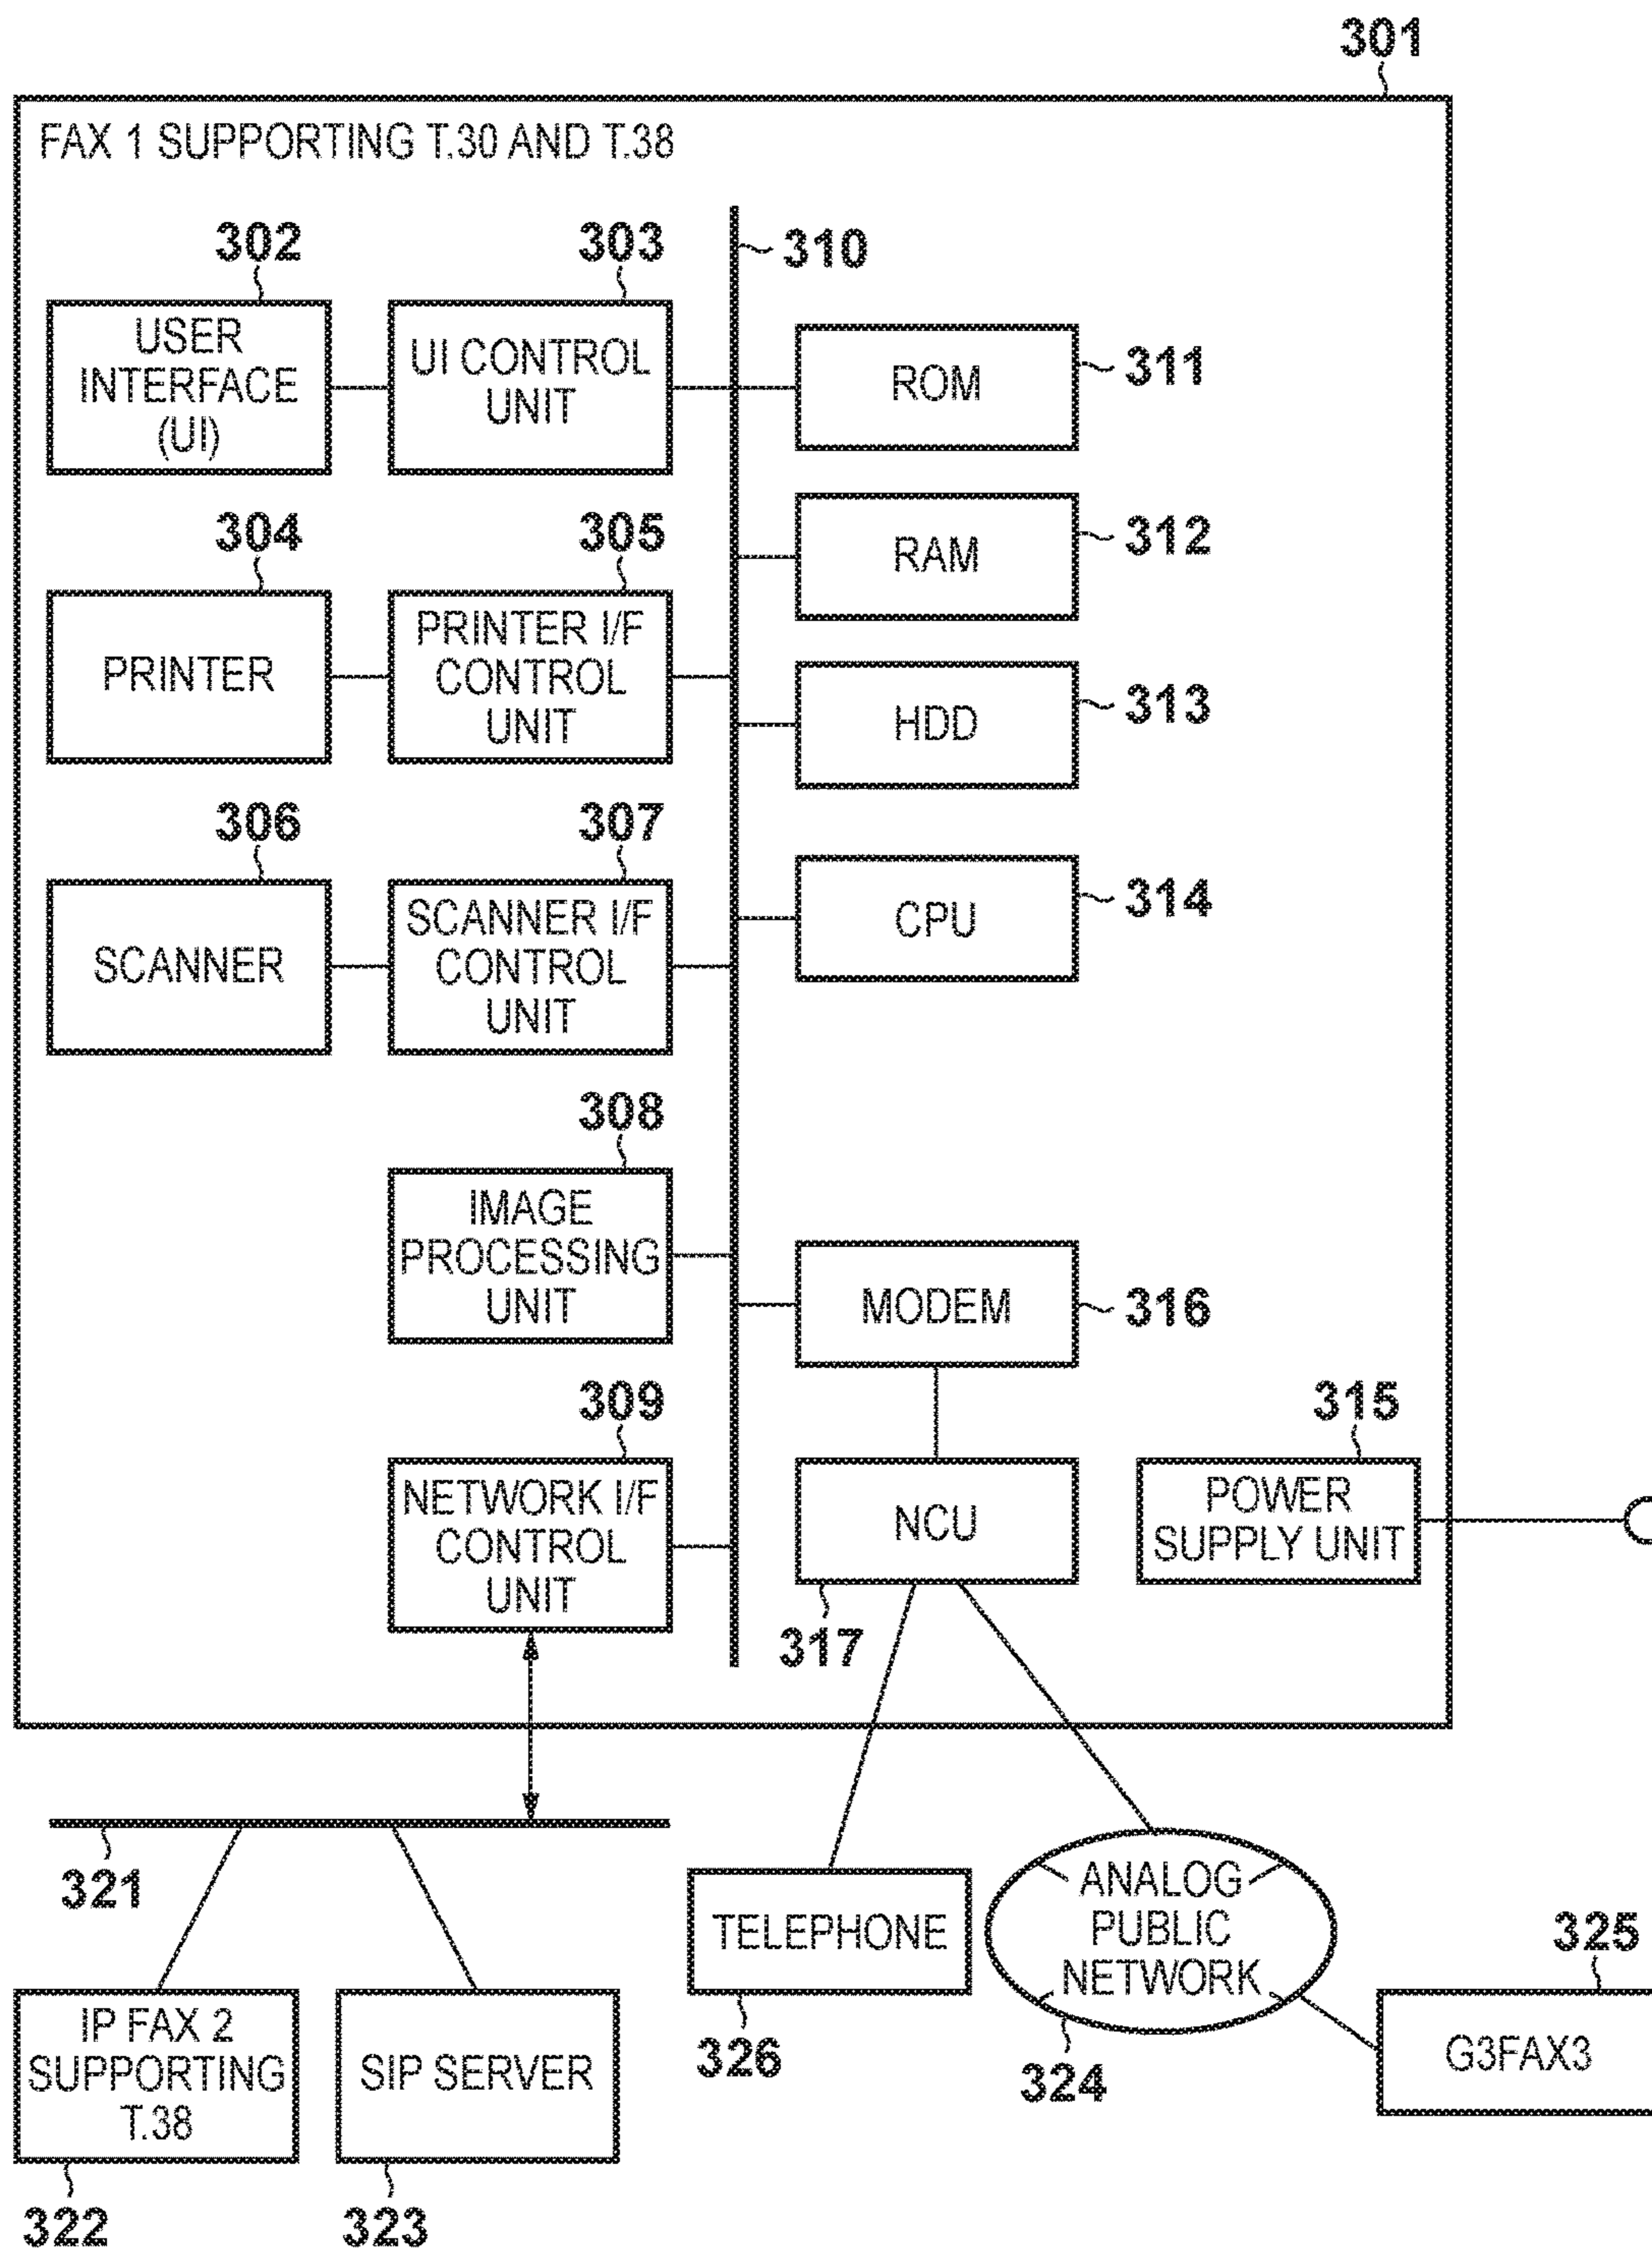 301
FAX 1 SUPPORTING T.30 AND T.38
302
303
310
USER
INTERFACE
(UI)
UI CONTROL
UNIT
ROM
311
304
305
RAM
312
PRINTER
PRINTER I/F
CONTROL
UNIT
HDD
313
306
307
SCANNER
SCANNER I/F
CONTROL
UNIT
CPU
314
308
IMAGE
PROCESSING
UNIT
MODEM
316
309
315
NETWORK I/F
CONTROL
UNIT
NCU
POWER
SUPPLY UNIT
317
321
TELEPHONE
ANALOG
PUBLIC
NETWORK
325
IP FAX 2
SUPPORTING
T.38
SIP SERVER
326
324
G3FAX3
322
323